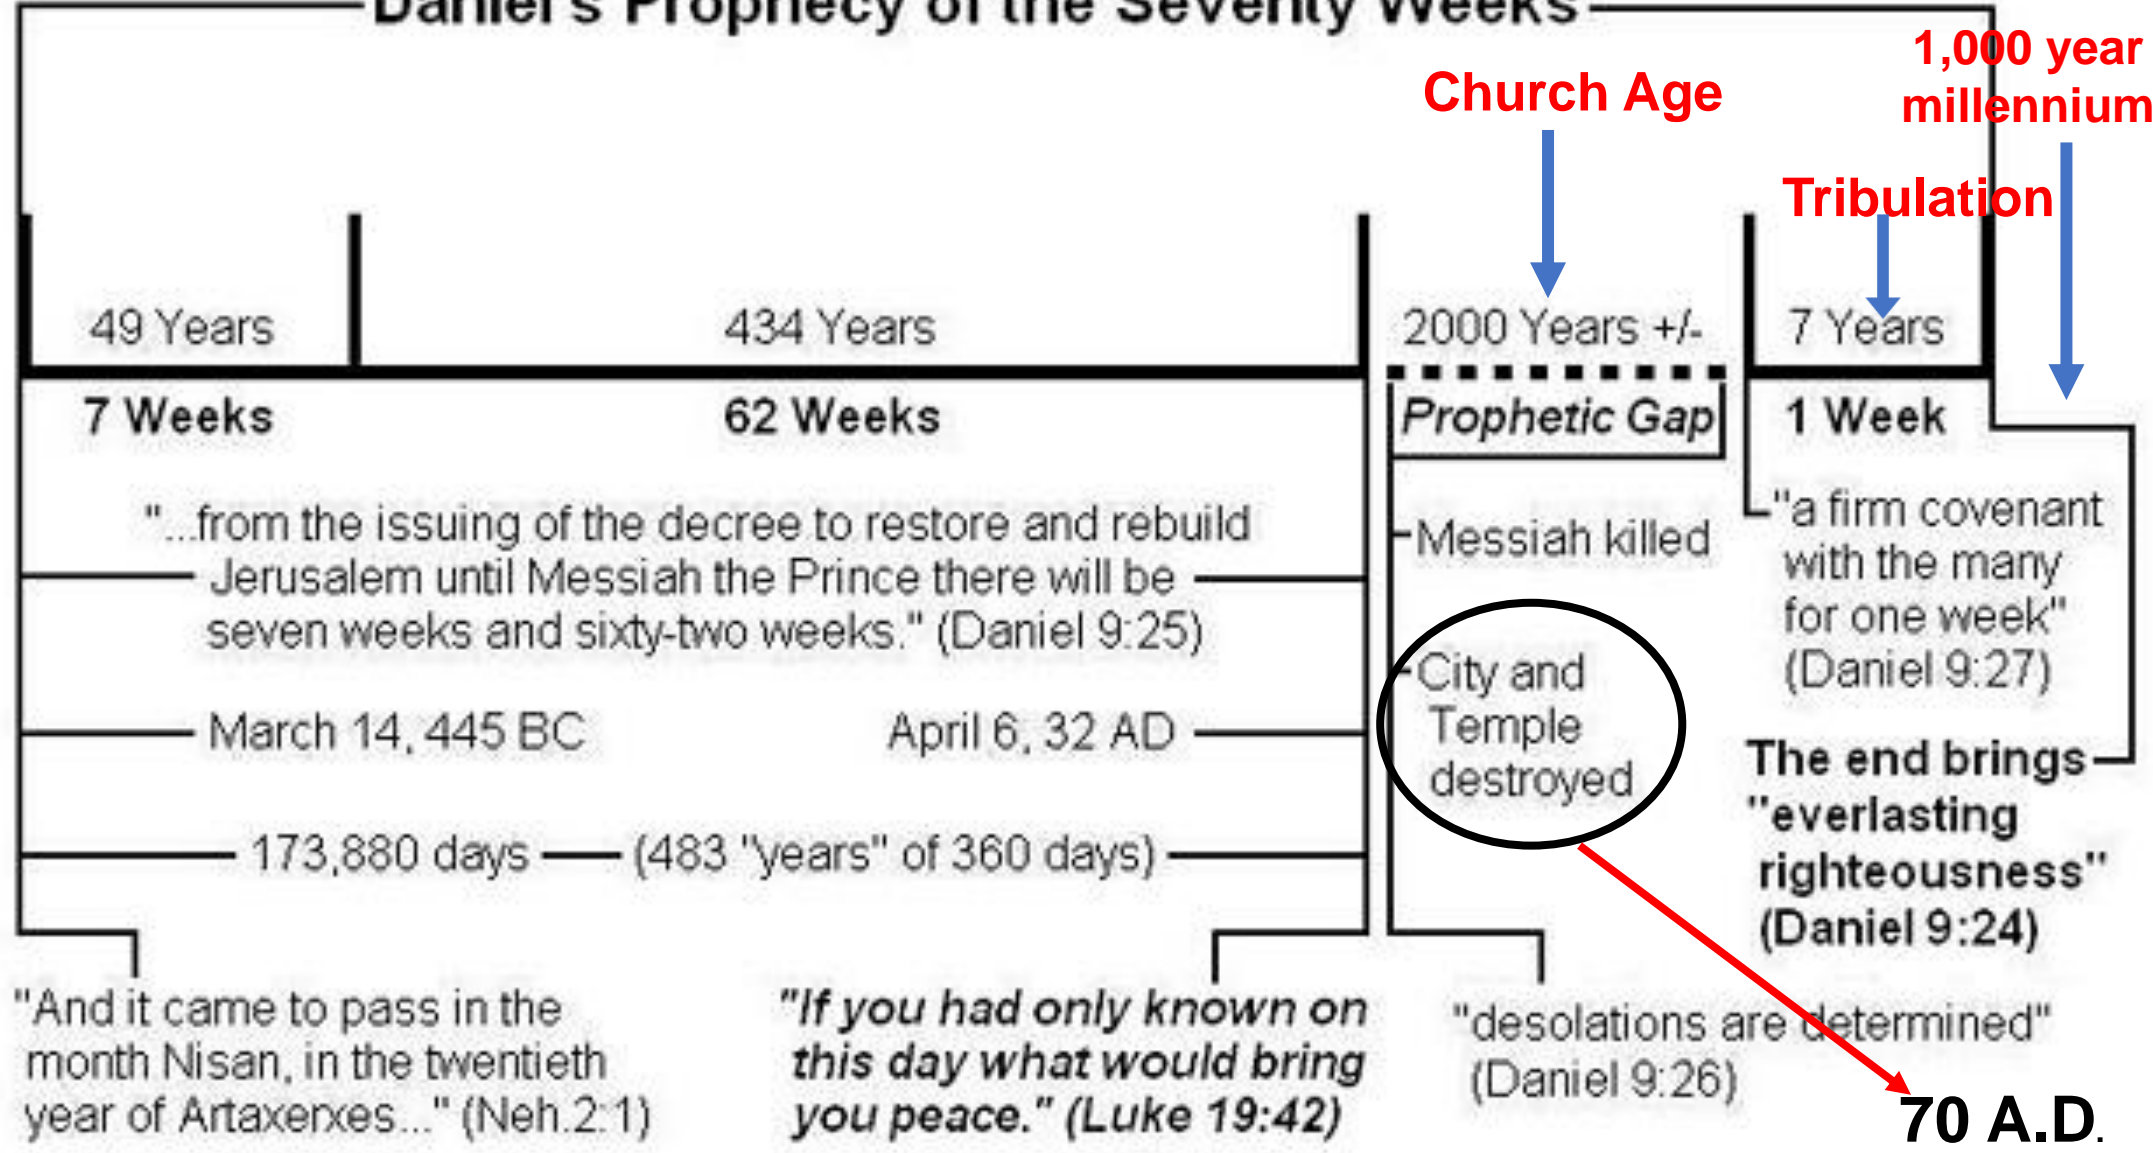 Daniel's Prophecy of the Seventy Weeks
1,000 year
millennium
Church Age
Tribulation
49 Years
434 Years
2000 Years +/-
7 Years
7 Weeks
62 Weeks
Prophetic Gap
1 Week
"...from the issuing of the decree to restore and rebuild
Jerusalem until Messiah the Prince there will be
seven weeks and sixty-two weeks." (Daniel 9:25)
March 14, 445 BC
April 6, 32 AD
173,880 days
(483 "years" of 360 days)
Messiah killed
City and
Temple
destroyed
"a firm covenant
with the many
for one week"
(Daniel 9:27)
The end brings
"everlasting
righteousness"
(Daniel 9:24)
"And it came to pass in the
month Nisan, in the twentieth
year of Artaxerxes..." (Neh.2:1)
"If you had only known on
this day what would bring
you peace." (Luke 19:42)
"desolations are determined"
(Daniel 9:26)
70 A.D.